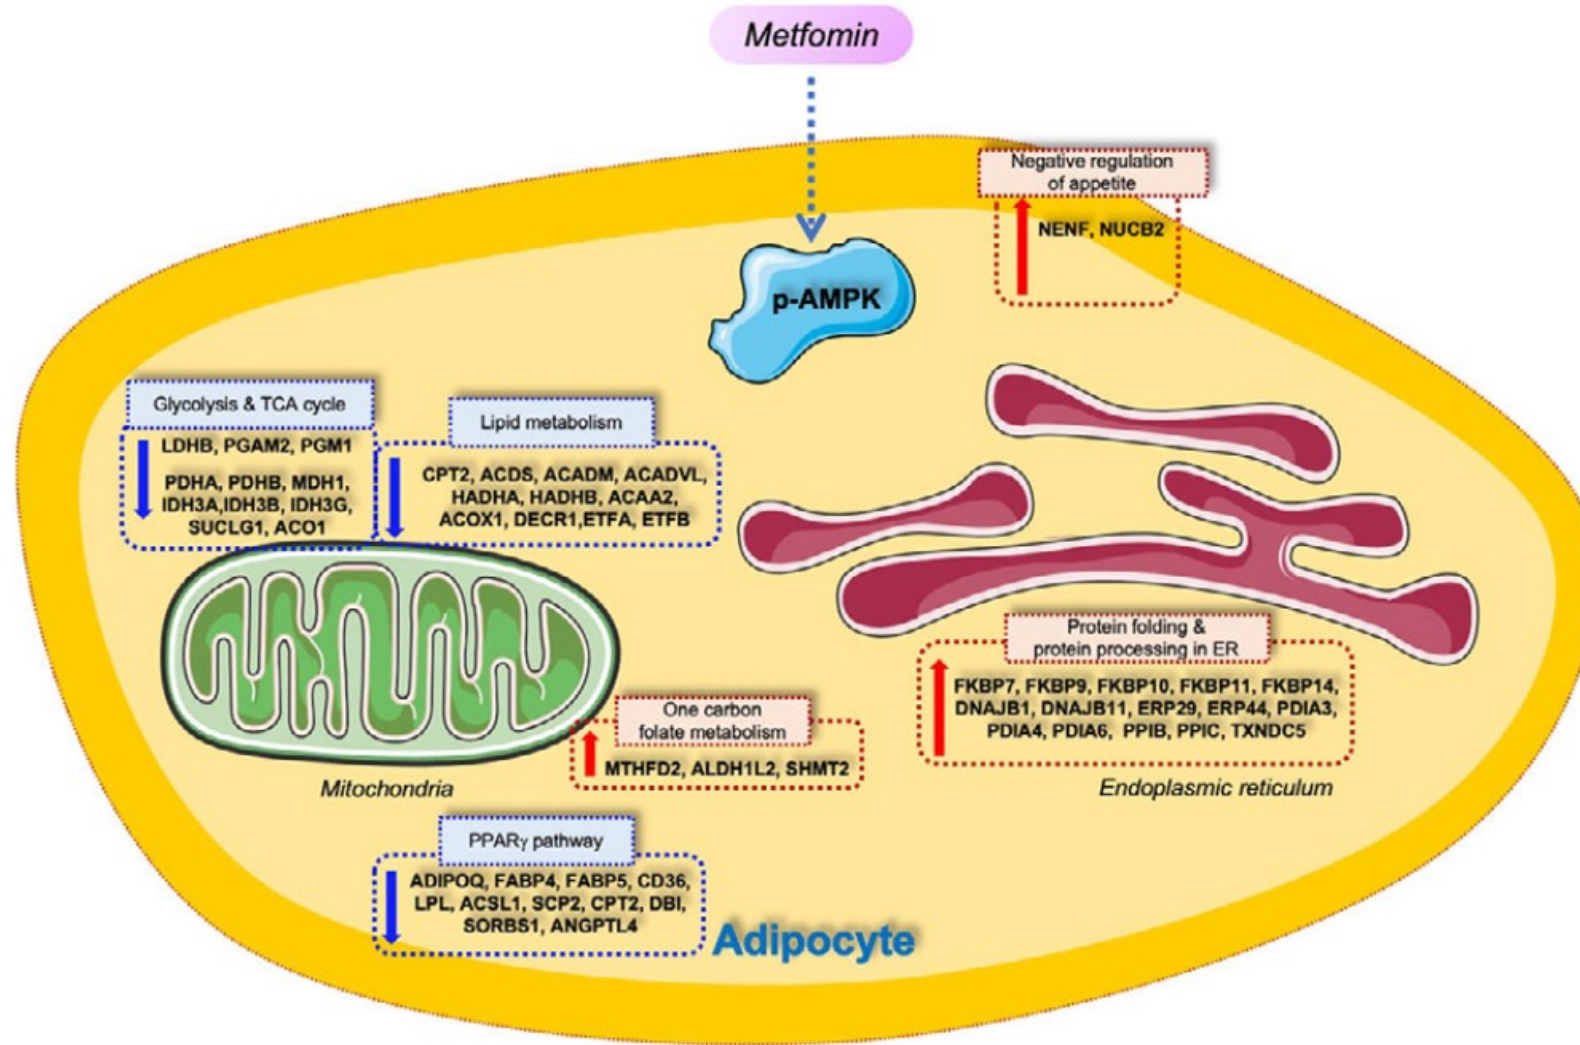 Metfomin
Negative regulation
of appetite
NENF, NUCB2
p-AMPK
Glycolysis & TCA cycle
LDHB, PGAM2, PGM1
PDHA, PDHB, MDH1,
IDH3A,IDH3B, IDH3G,
SUCLG1, ACO1
Lipid metabolism
CPT2, ACDS, ACADM, ACADVL,
HADHA, HADHB, ACAA2,
ACOX1, DECR1,ETFA, ETFB
Protein folding &
protein processing in ER
FKBP7, FKBP9, FKBP10, FKBP11, FKBP14,
DNAJB1, DNAJB11, ERP29, ERP44, PDIA3,
PDIA4, PDIA6, PPIB, PPIC, TXNDC5
One carbon
folate metabolism
MTHFD2, ALDH1L2, SHMT2
Mitochondria
Endoplasmic reticulum
PPARγ pathway
ADIPOQ, FABP4, FABP5, CD36,
LPL, ACSL1, SCP2, CPT2, DBI,
SORBS1, ANGPTL4
Adipocyte